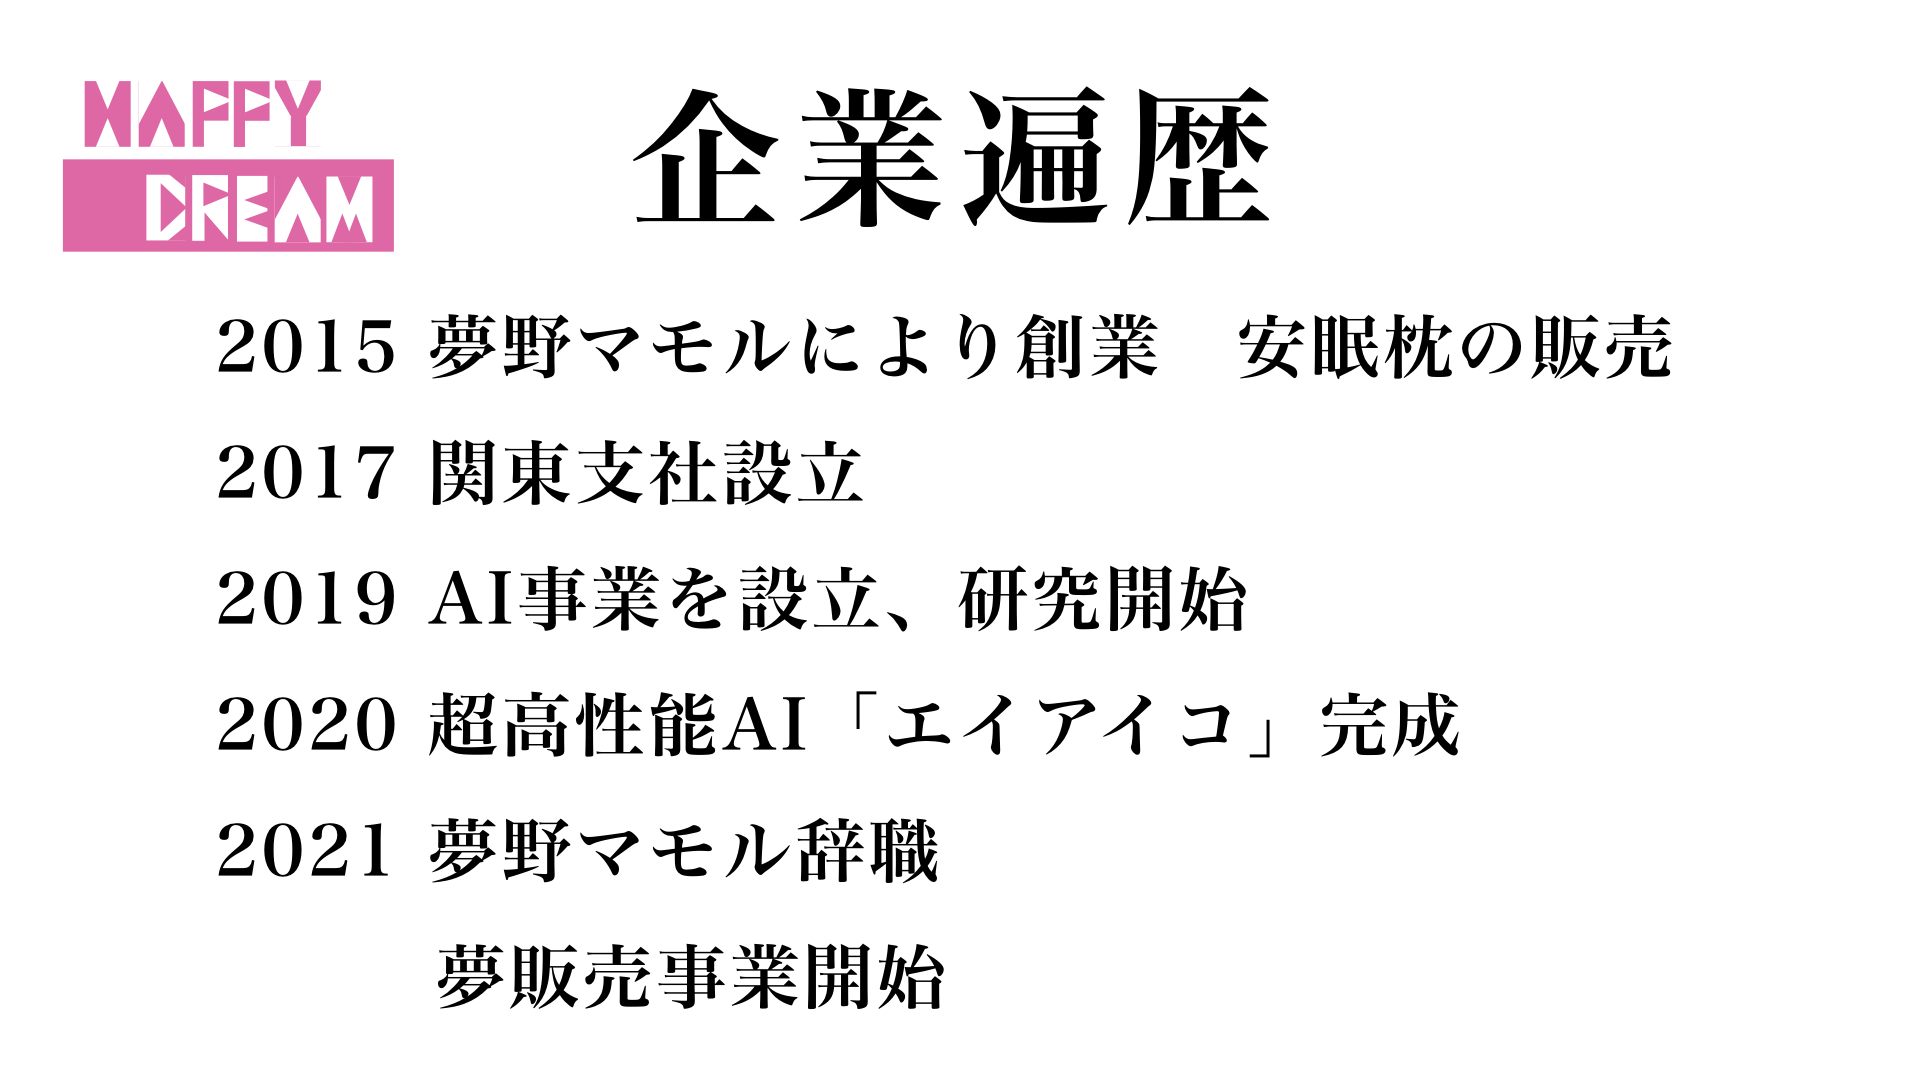 HAPPY
DREAM
企業遍歴
2015 夢野マモルにより創業　安眠枕の販売
2017 関東支社設立
2019 AI事業を設立、研究開始
2020 超高性能AI「エイアイコ」完成
2021 夢野マモル辞職
夢販売事業開始